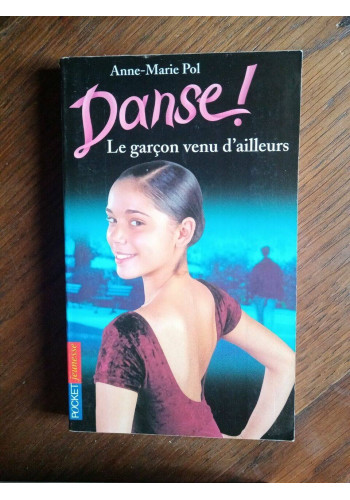 Anne-Marie Pol
Danse !
Le garçon venu d'ailleurs
POCKET jeunesse